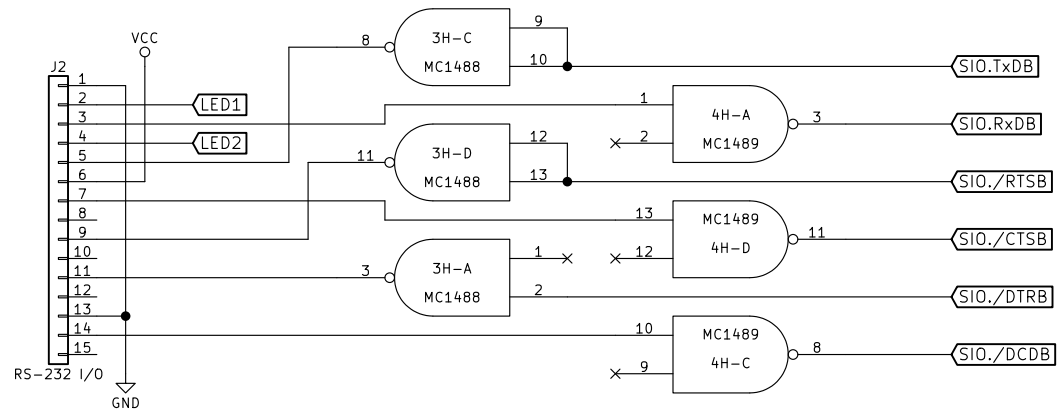 VCC
J2
1
2
3
4
5
6
7
8
9
10
11
12
13
14
15
RS-232 I/O
GND
LED1
LED2
8
3H-C
MC1488
9
10
SIO.TxDB
1
2
4H-A
MC1489
3
SIO.RxDB
11
3H-D
MC1488
12
13
SIO./RTSB
13
12
MC1489
4H-D
11
SIO./CTSB
3
3H-A
MC1488
1
2
SIO./DTRB
10
9
MC1489
4H-C
8
SIO./DCDB